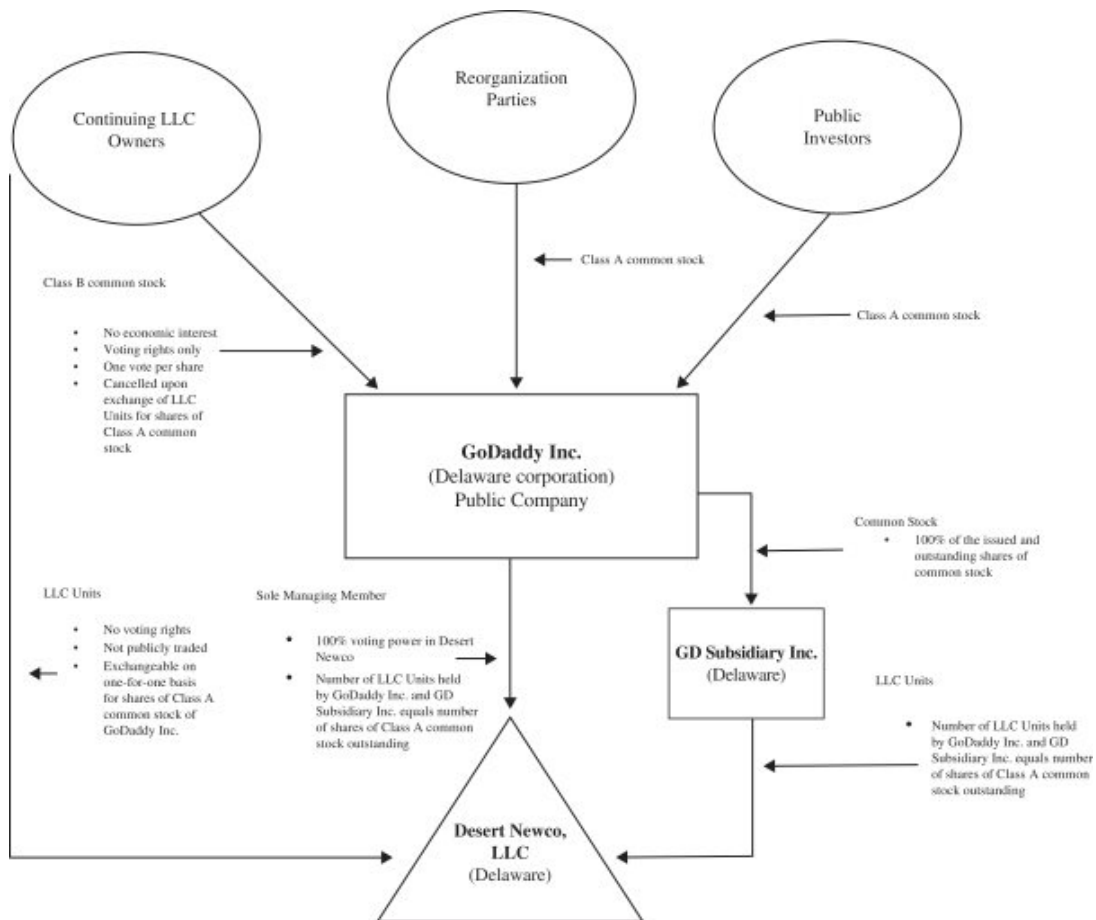 Continuing LLC
Owners
Reorganization
Parties
Public
Investors
Class B common stock
• No economic interest
• Voting rights only
• One vote per share
• Cancelled upon
exchange of LLC
Units for shares of
Class A common
stock
Class A common stock
Class A common stock
GoDaddy Inc.
(Delaware corporation)
Public Company
Common Stock
• 100% of the issued and
outstanding shares of
common stock
LLC Units
• No voting rights
• Not publicly traded
• Exchangeable on
one-for-one basis
for shares of Class A
common stock of
GoDaddy Inc.
Sole Managing Member
• 100% voting power in Desert
Newco
• Number of LLC Units held
by GoDaddy Inc. and GD
Subsidiary Inc. equals number
of shares of Class A common
stock outstanding
GD Subsidiary Inc.
(Delaware)
LLC Units
• Number of LLC Units held
by GoDaddy Inc. and GD
Subsidiary Inc. equals number
of shares of Class A common
stock outstanding
Desert Newco,
LLC
(Delaware)